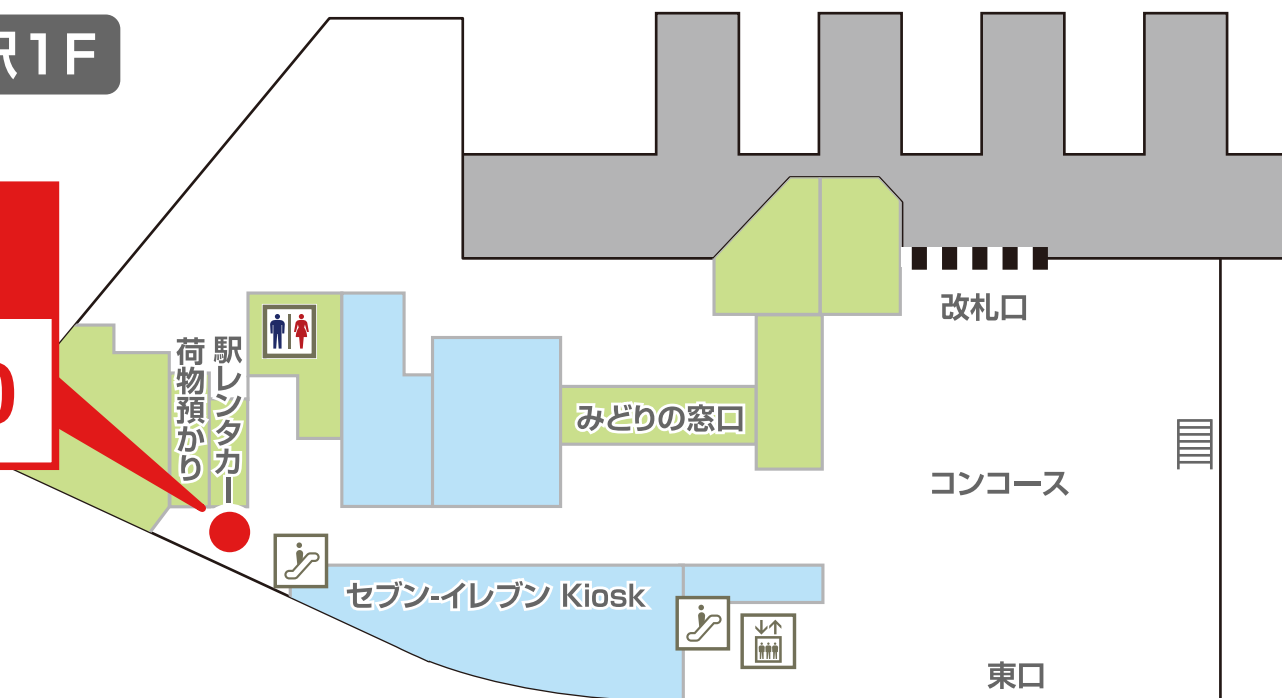 駅1F
改札口
荷物預かり
駅レンタカー
みどりの窓口
コンコース
セブン-イレブン Kiosk
東口